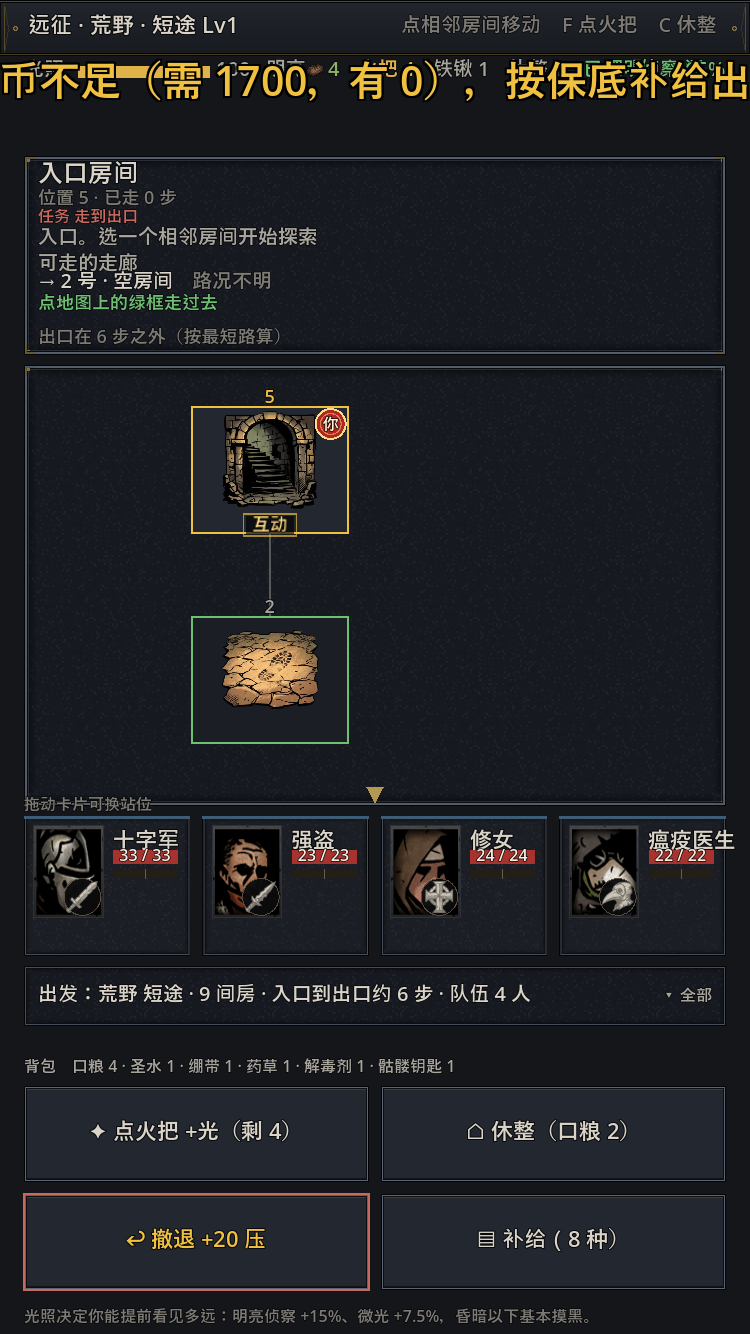 远征 · 荒野 · 短途 Lv1
点相邻房间移动 F 点火把 C 休整
币不足（需 1700，有 0），按保底补给出
4
铁锹 1
入口房间
位置 5 · 已走 0 步
任务 走到出口
入口。选一个相邻房间开始探索
可走的走廊
→ 2 号 · 空房间 路况不明
点地图上的绿框走过去
出口在 6 步之外（按最短路算）
5
你
互动
2
拖动卡片可换站位
十字军
33 / 33
强盗
23 / 23
修女
24 / 24
瘟疫医生
22 / 22
出发：荒野 短途 · 9 间房 · 入口到出口约 6 步 · 队伍 4 人
▾ 全部
背包 口粮 4 · 圣水 1 · 绷带 1 · 药草 1 · 解毒剂 1 · 骷髅钥匙 1
✦ 点火把 +光（剩 4）
⌂ 休整（口粮 2）
↩ 撤退 +20 压
▤ 补给 ( 8 种）
光照决定你能提前看见多远：明亮侦察 +15%、微光 +7.5%，昏暗以下基本摸黑。